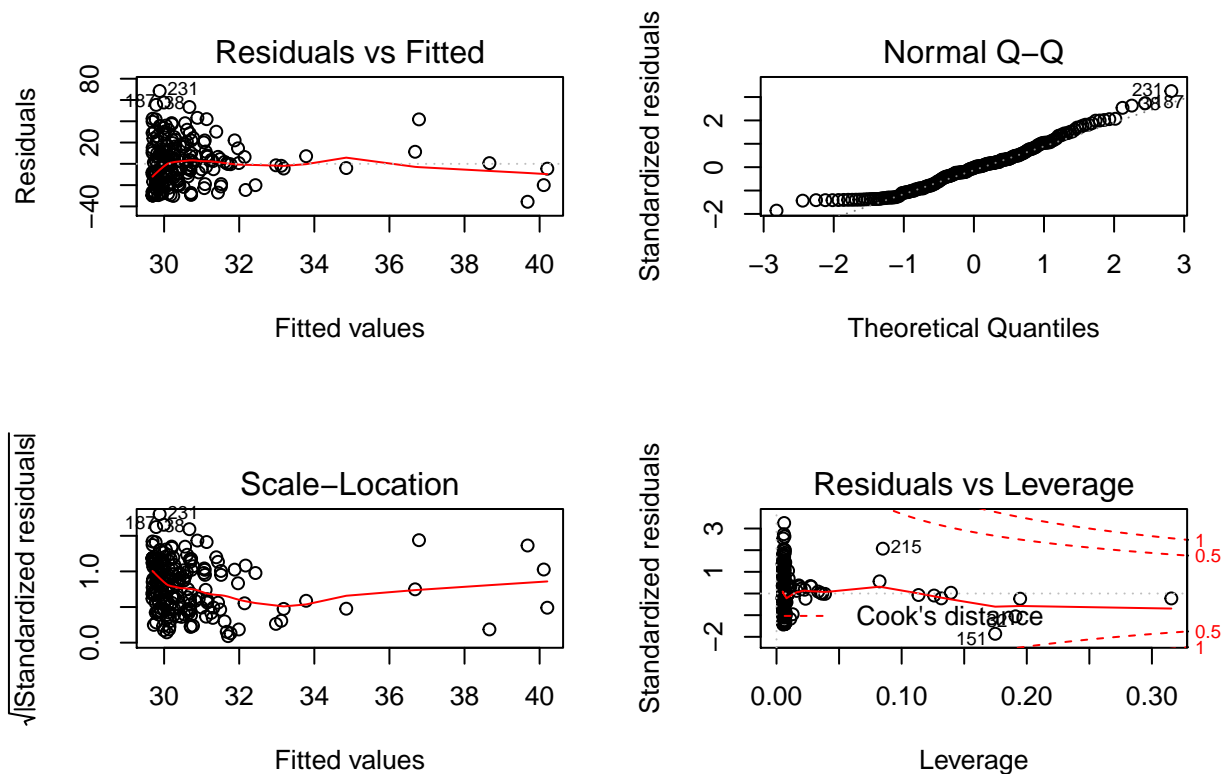 Residuals vs Fitted
Residuals
80
20
−40
231
187
38
30 32 34 36 38 40
Fitted values
Normal Q−Q
Standardized residuals
2
0
−2
231
38
187
−3 −2 −1 0 1 2 3
Theoretical Quantiles
Scale−Location
√|Standardized residuals|
1.0
0.0
231
187
38
30 32 34 36 38 40
Fitted values
Residuals vs Leverage
Standardized residuals
3
1
−2
215
151
Cook's distance
1
0.5
0.5
1
0.00 0.10 0.20 0.30
Leverage